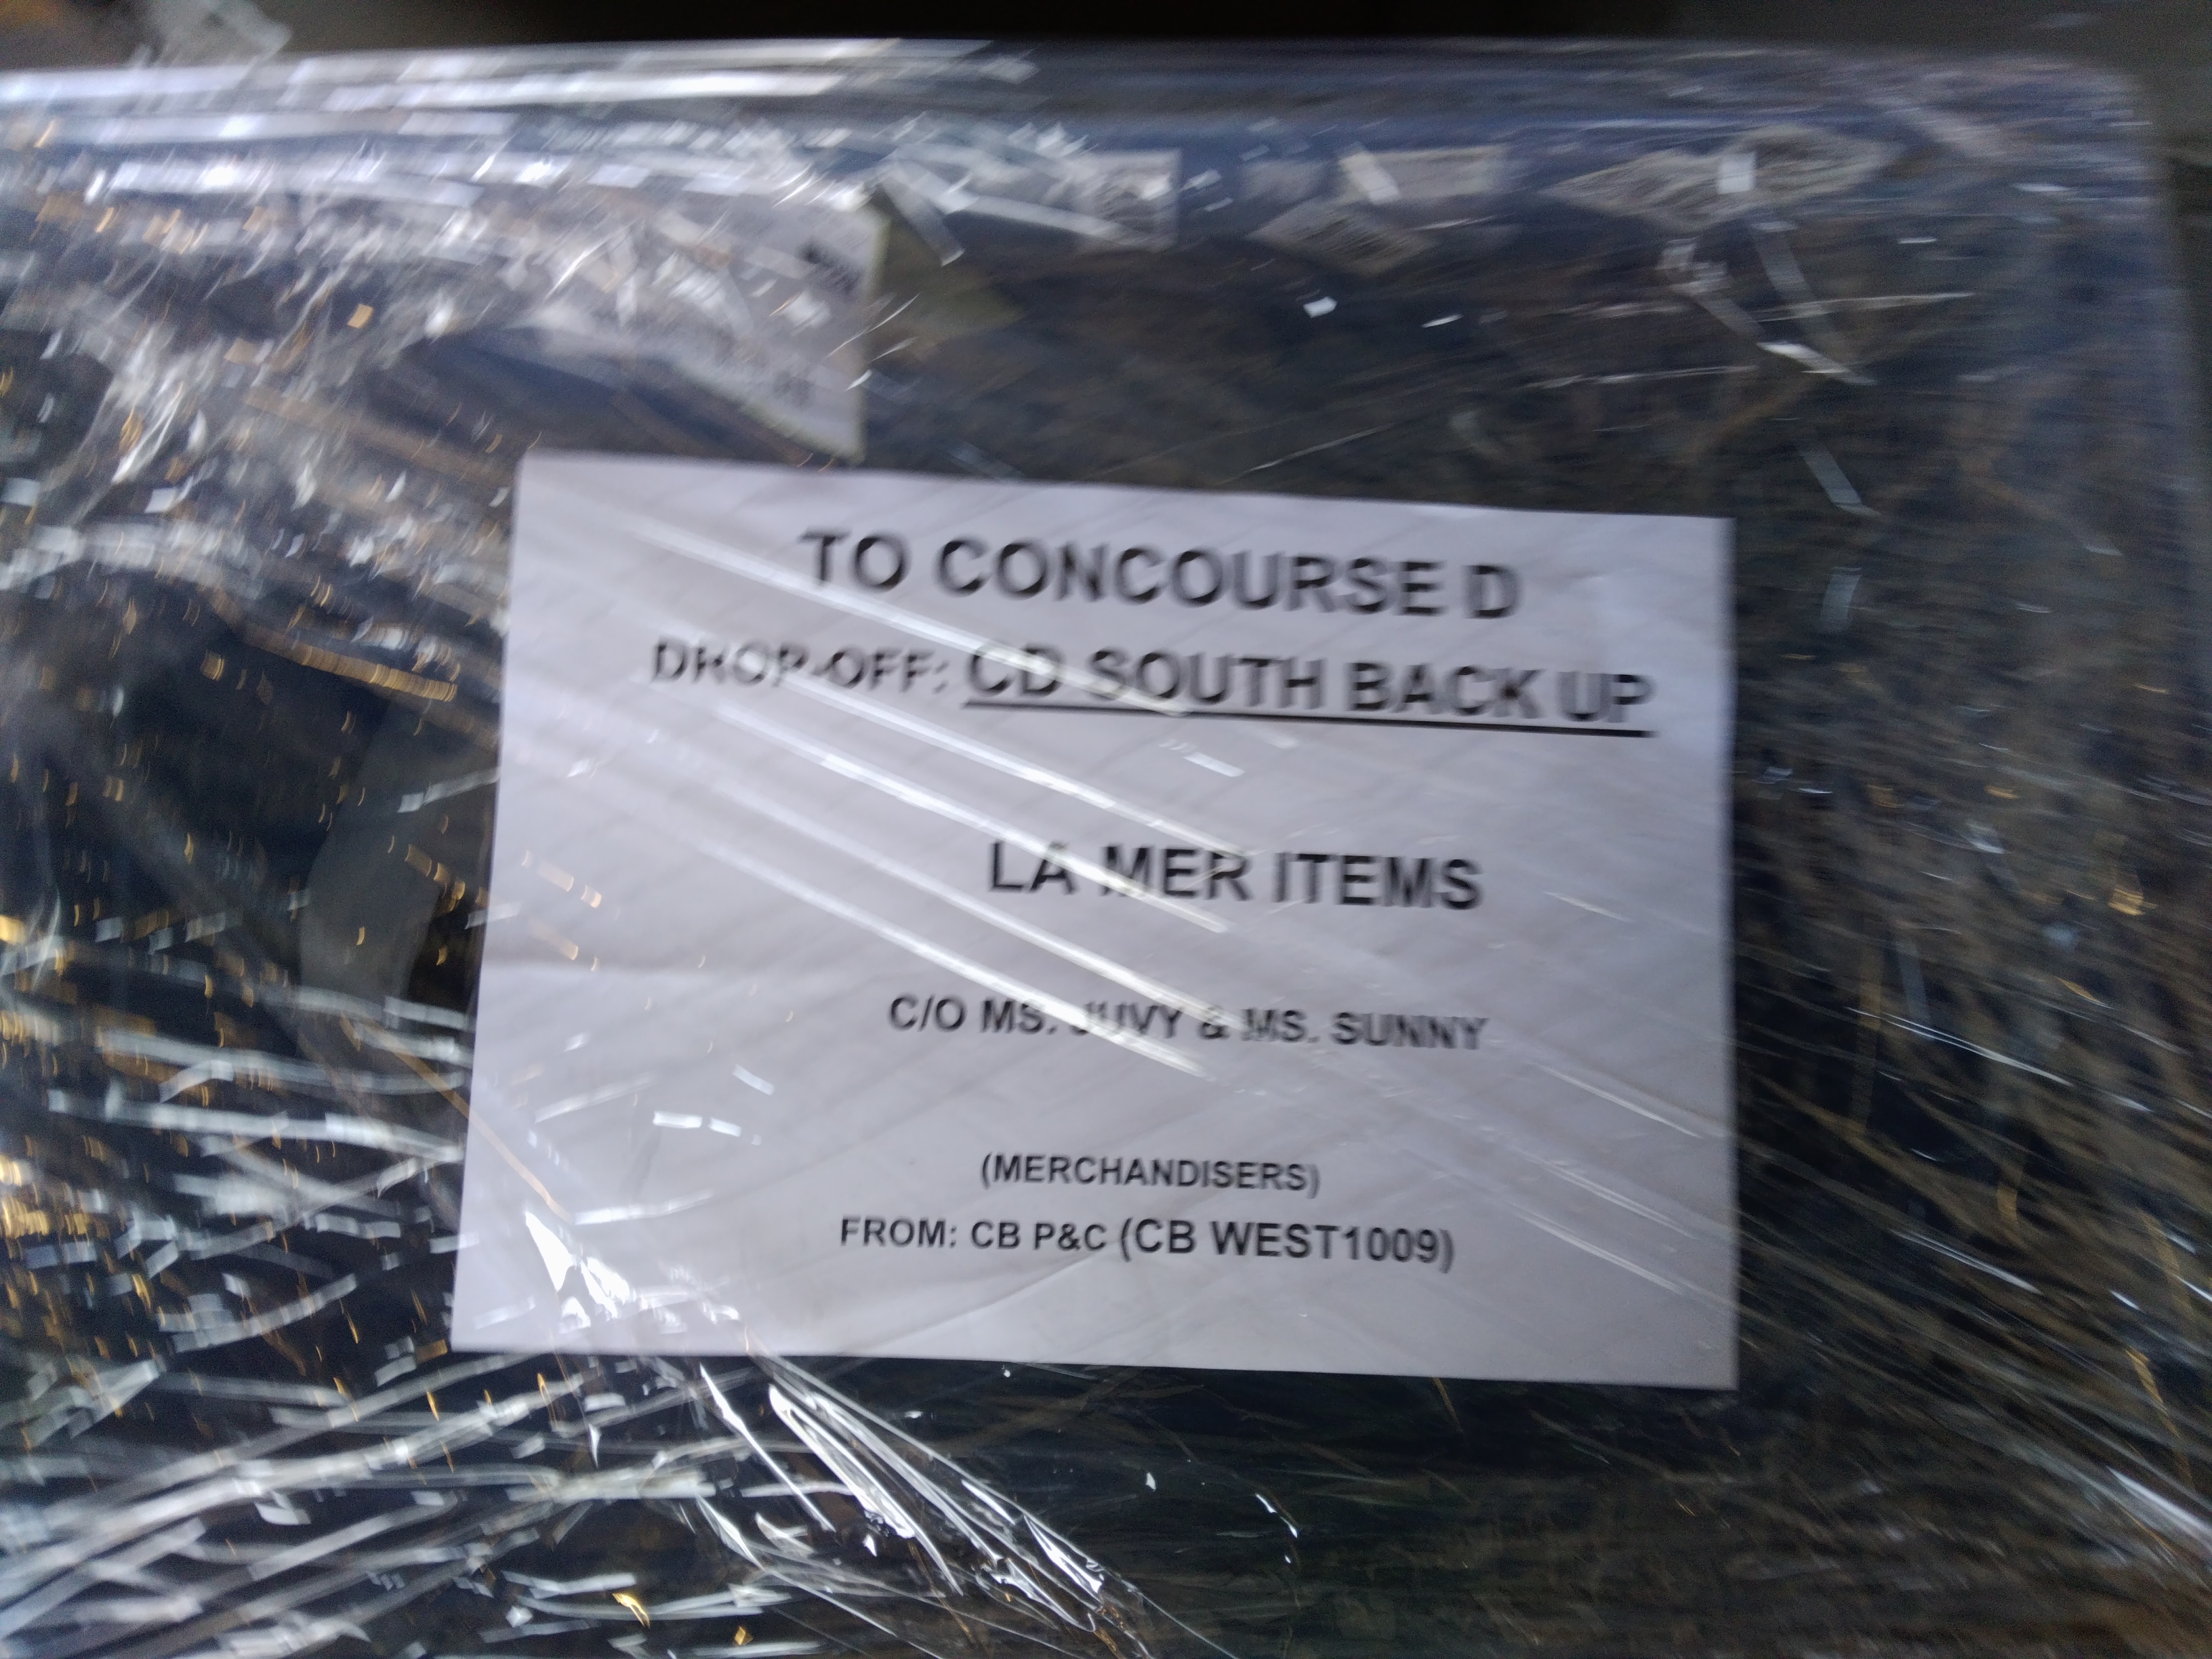 TO CONCOURSE D
DROP-OFF: CD SOUTH BACK UP
LA MER ITEMS
C/O MS. JUVY & MS. SUNNY
(MERCHANDISERS)
FROM: CB P&C (CB WEST1009)